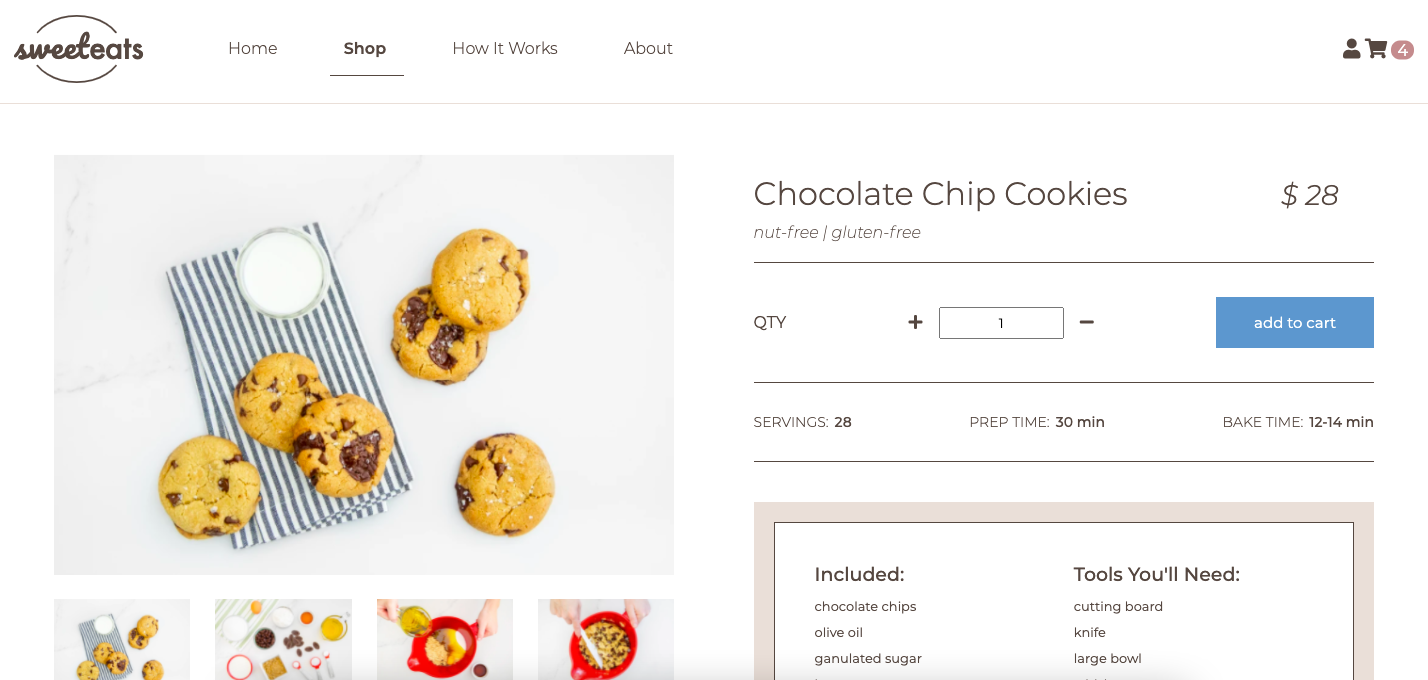 sweeteats
Home Shop How It Works About
4
Chocolate Chip Cookies $ 28
nut-free | gluten-free
QTY + 1 − add to cart
SERVINGS: 28 PREP TIME: 30 min BAKE TIME: 12-14 min
Included: Tools You'll Need:
chocolate chips cutting board
olive oil knife
ganulated sugar large bowl